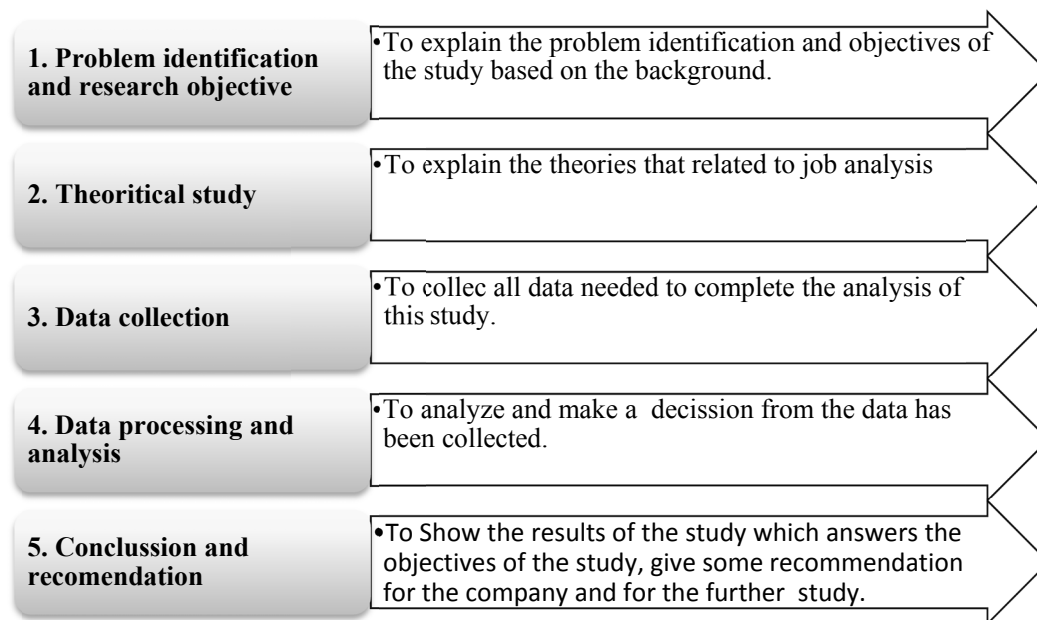 1. Problem identification
and research objective
•To explain the problem identification and objectives of
the study based on the background.
2. Theoritical study
•To explain the theories that related to job analysis
3. Data collection
•To collec all data needed to complete the analysis of
this study.
4. Data processing and
analysis
•To analyze and make a  decission from the data has
been collected.
5. Conclussion and
recomendation
•To Show the results of the study which answers the
objectives of the study, give some recommendation
for the company and for the further  study.